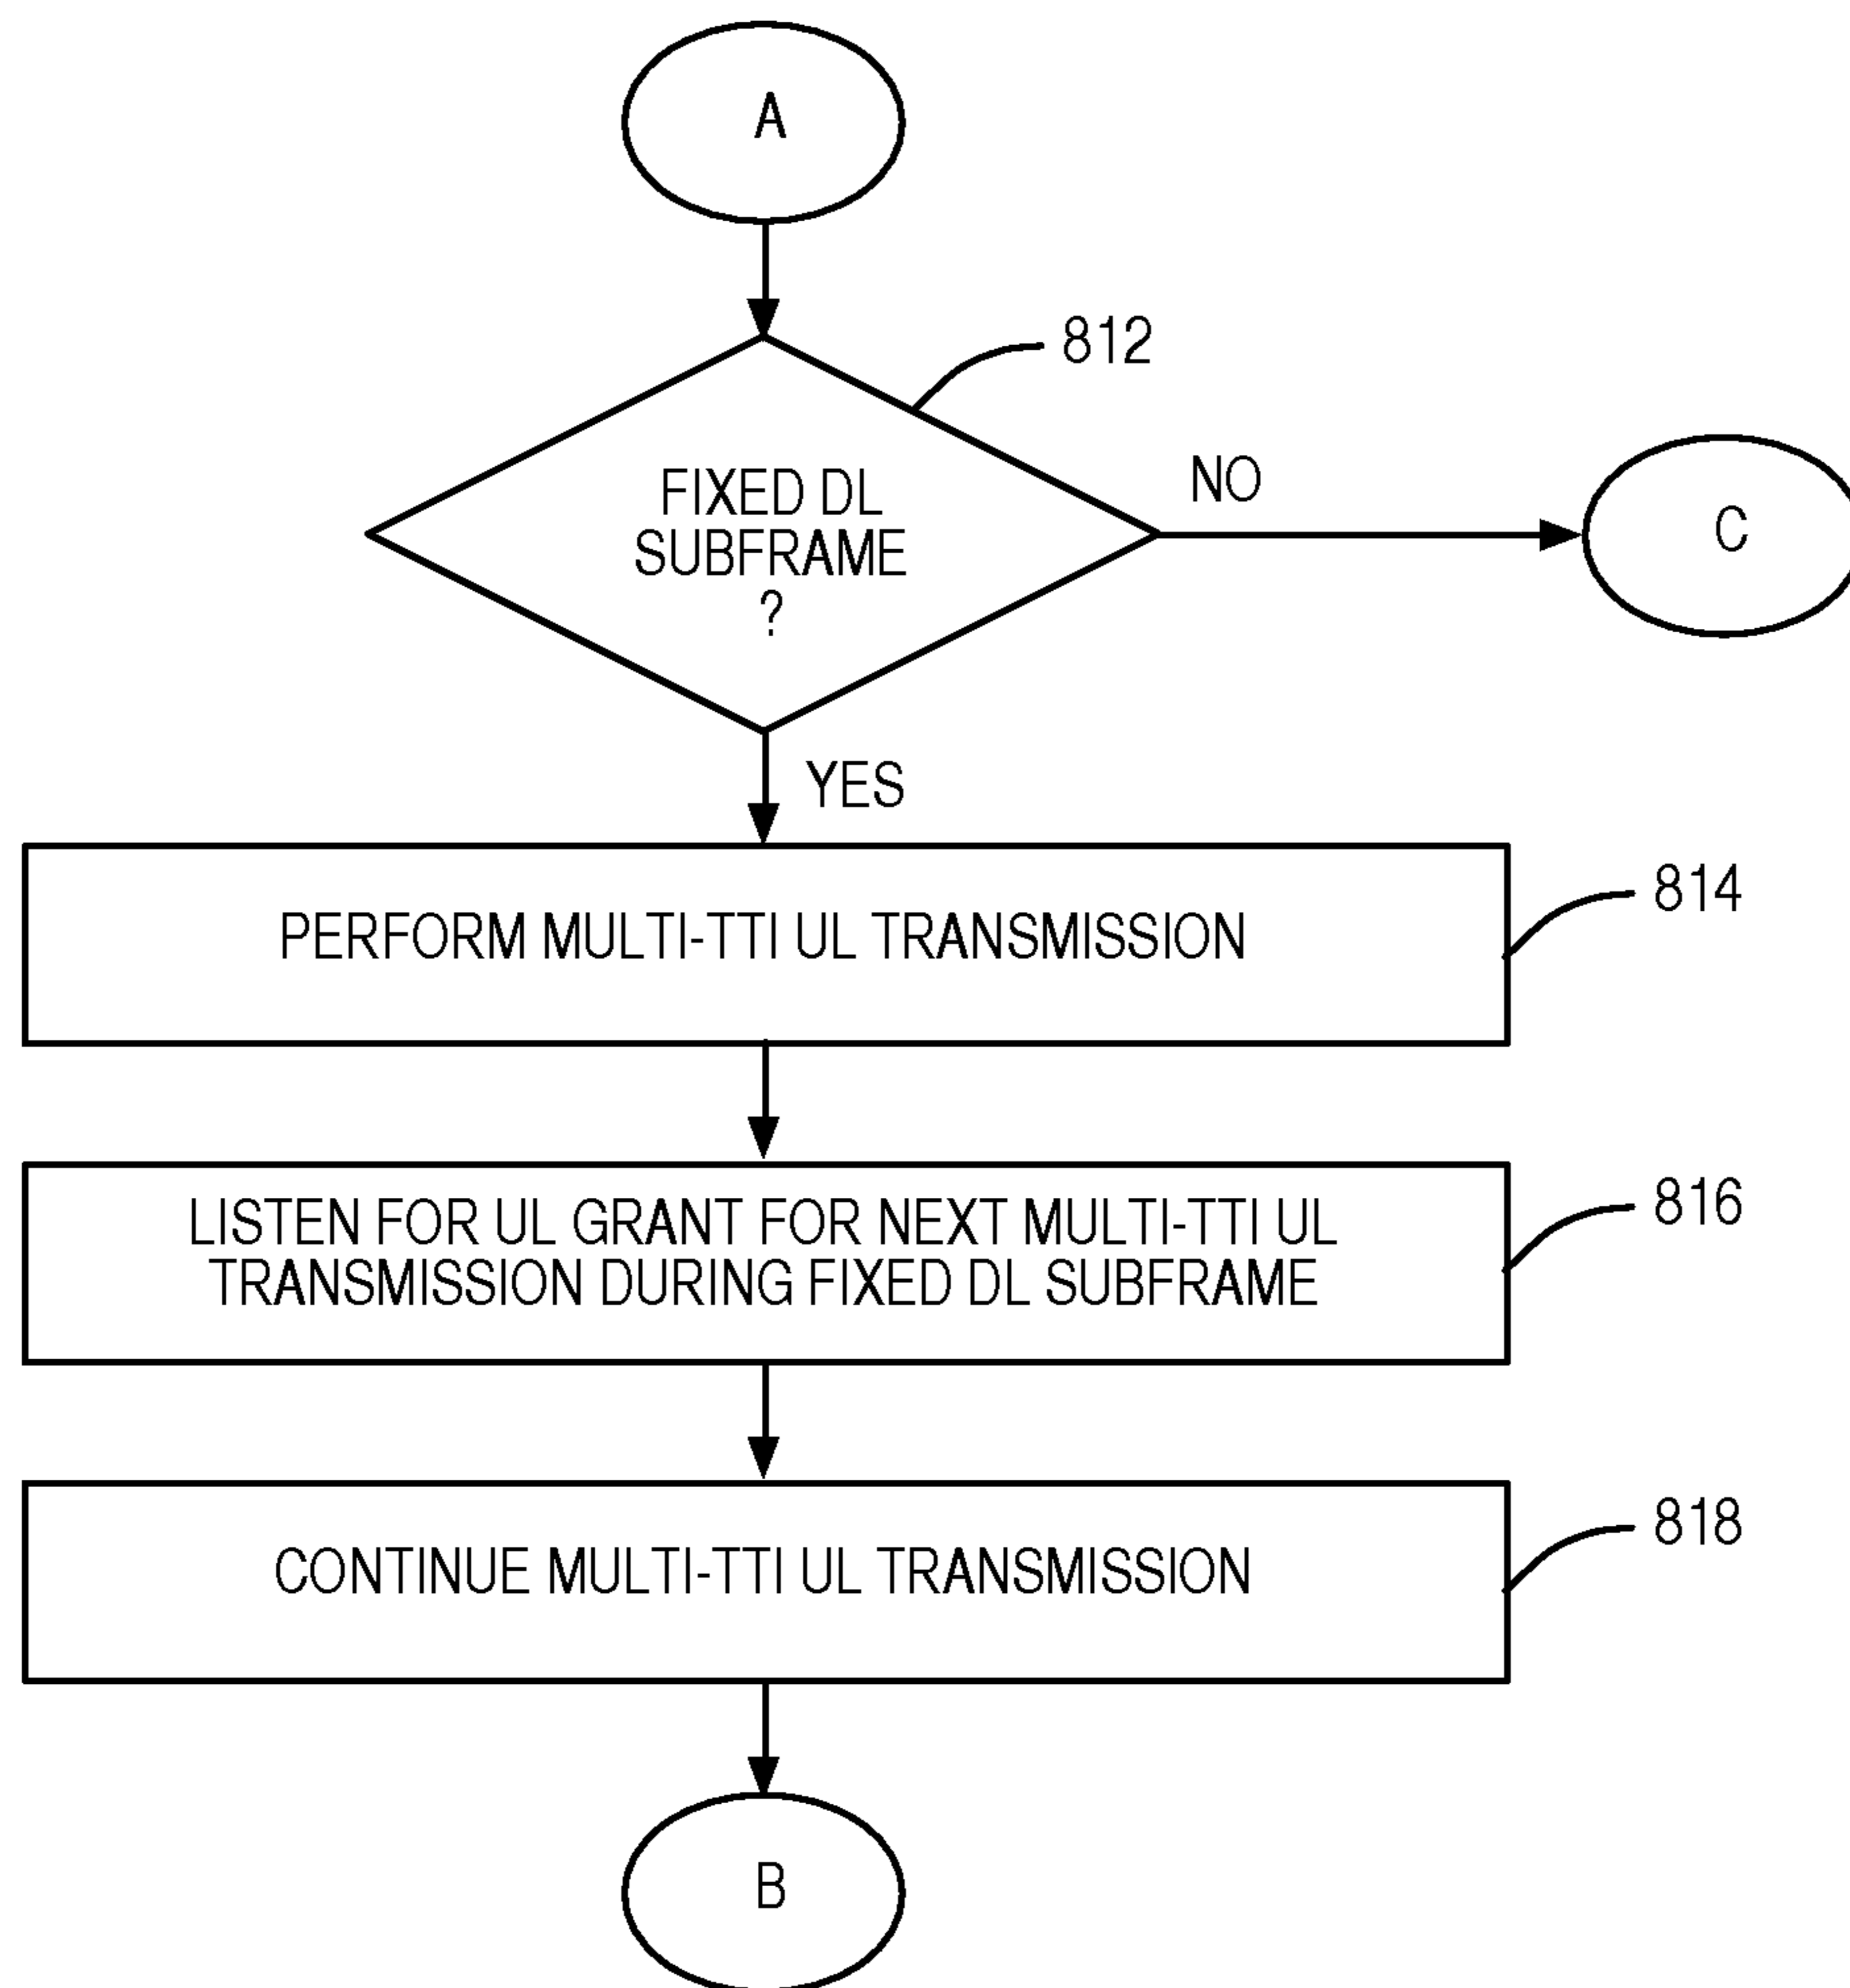 A
812
FIXED DL
SUBFRAME
?
NO
C
YES
PERFORM MULTI-TTI UL TRANSMISSION
814
LISTEN FOR UL GRANT FOR NEXT MULTI-TTI UL
TRANSMISSION DURING FIXED DL SUBFRAME
816
CONTINUE MULTI-TTI UL TRANSMISSION
818
B